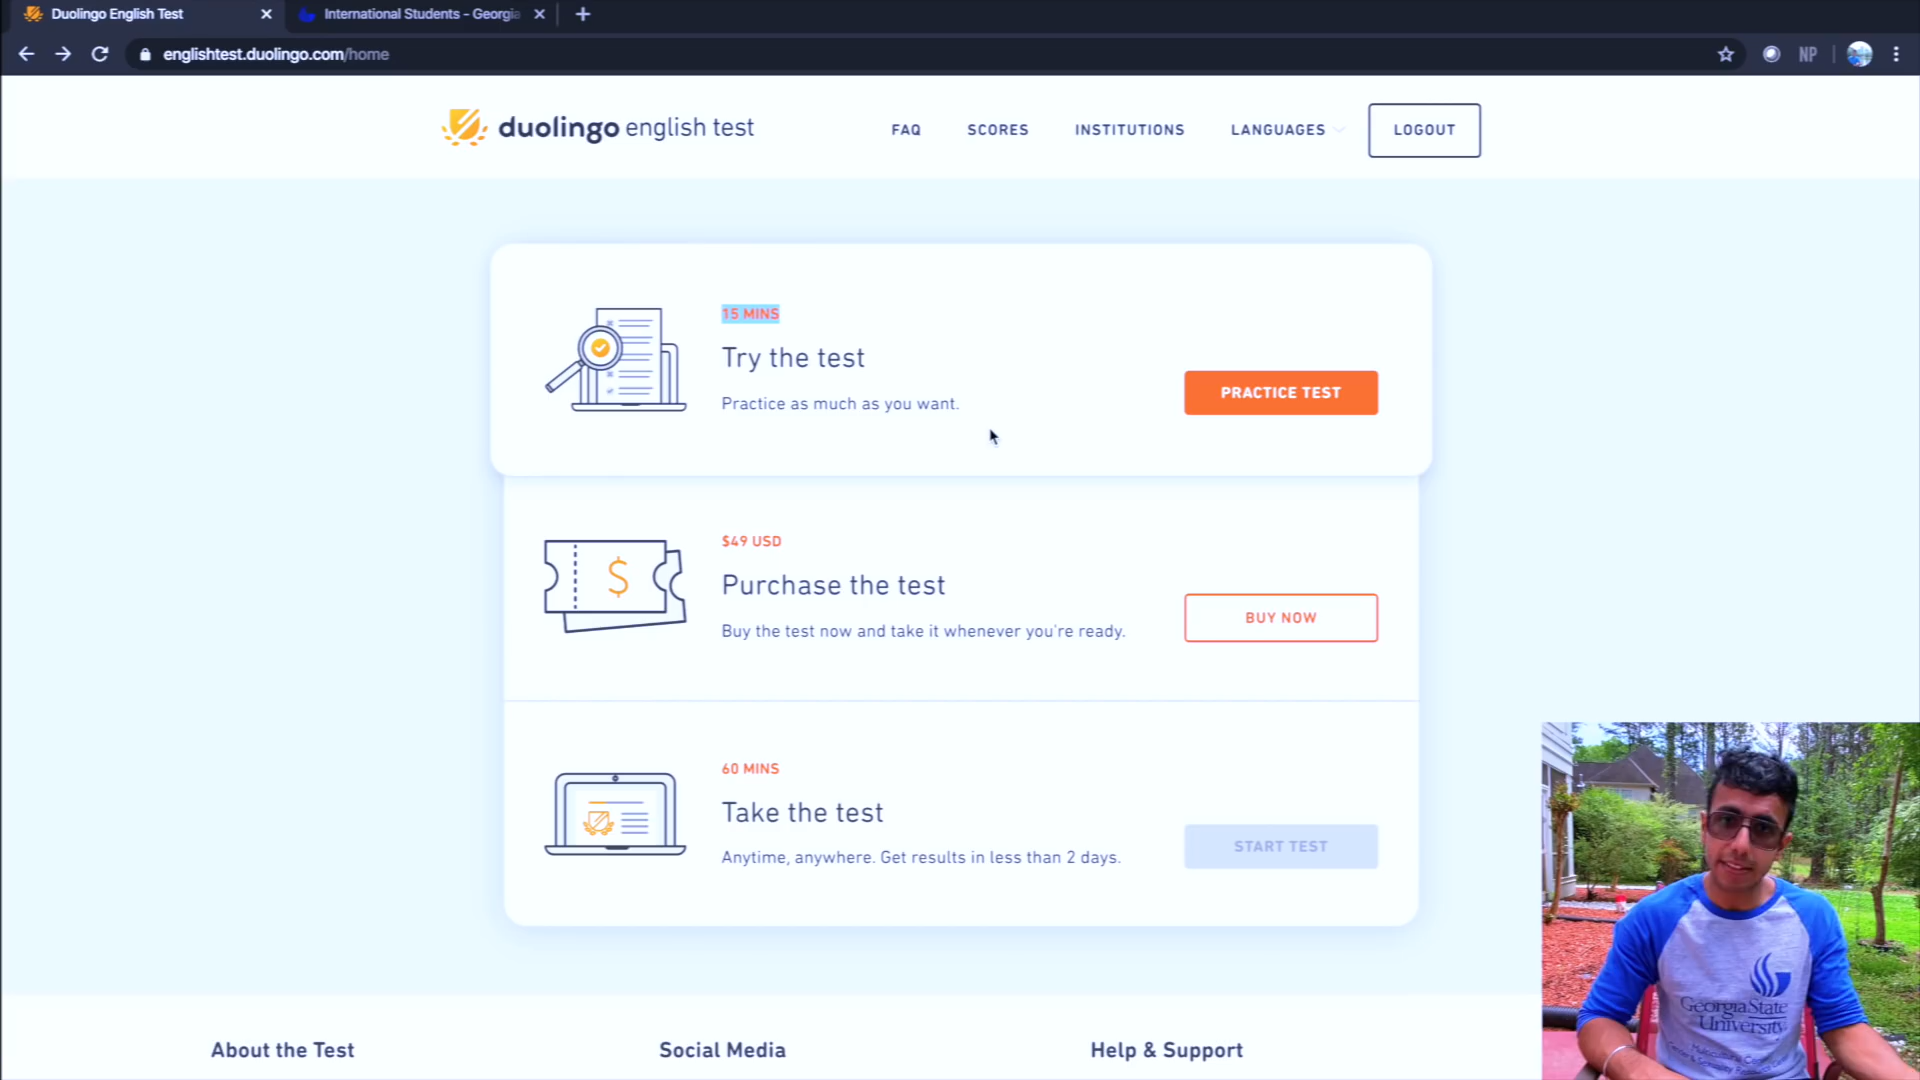 Duolingo English Test
International Students - Georgia
englishtest.duolingo.com/home
NP
duolingo english test
FAQ
SCORES
INSTITUTIONS
LANGUAGES
LOGOUT
15 MINS
Try the test
Practice as much as you want.
PRACTICE TEST
$49 USD
Purchase the test
Buy the test now and take it whenever you're ready.
BUY NOW
60 MINS
Take the test
Anytime, anywhere. Get results in less than 2 days.
START TEST
About the Test
Social Media
Help & Support
GeorgiaState
University